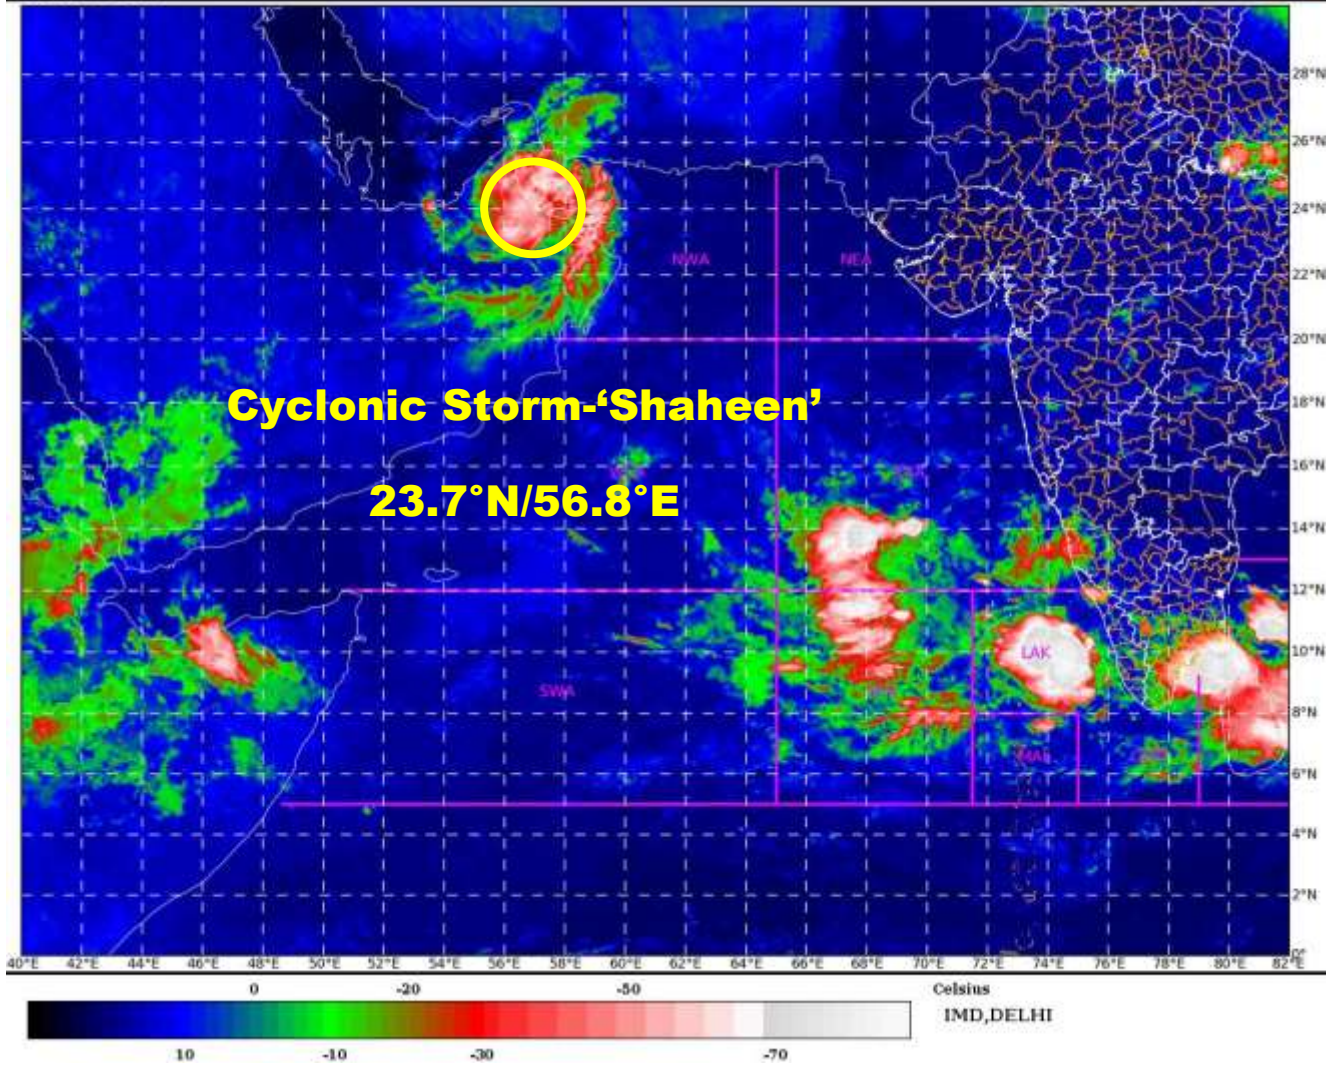 28°N
26°N
24°N
NWA NEA
22°N
20°N
Cyclonic Storm-‘Shaheen’
18°N
16°N
23.7°N/56.8°E
14°N
12°N
LAK
10°N
SWA
8°N
6°N
4°N
2°N
0°
40°E 42°E 44°E 46°E 48°E 50°E 52°E 54°E 56°E 58°E 60°E 62°E 64°E 66°E 68°E 70°E 72°E 74°E 76°E 78°E 80°E 82°E
0 -20 -50 Celsius
IMD,DELHI
10 -10 -30 -70